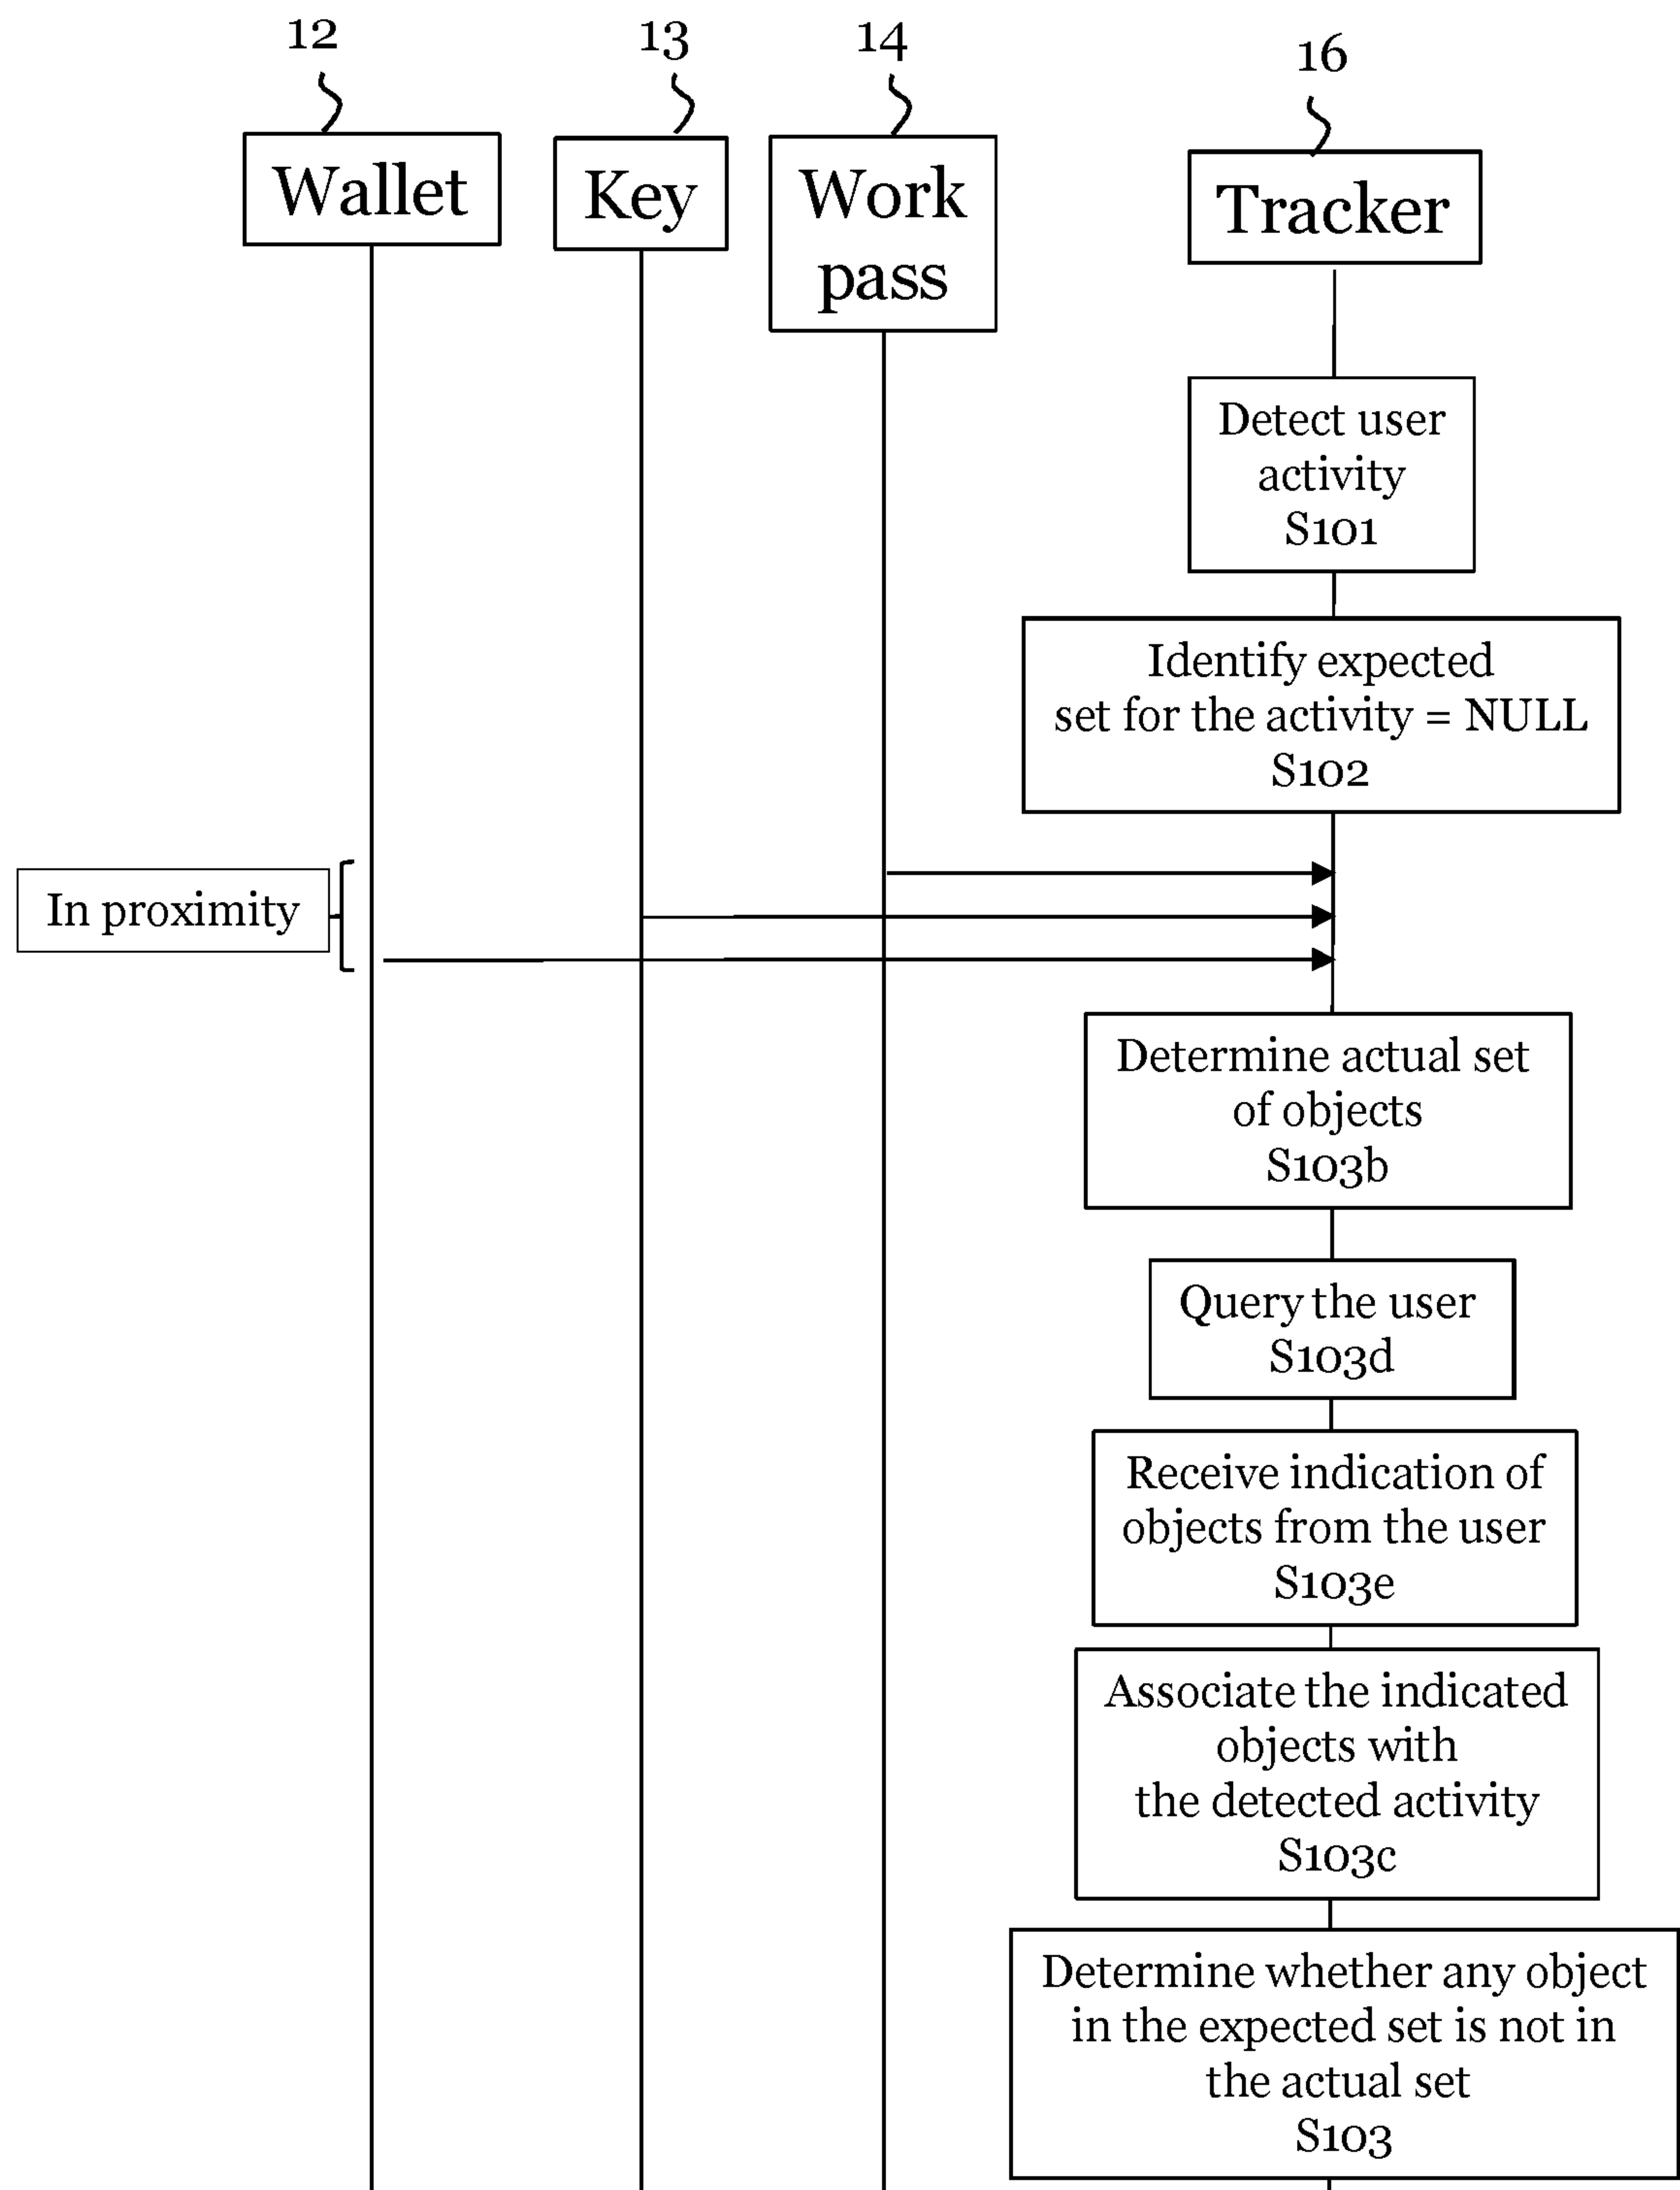 12
13
14
16
Wallet
Key
Work
pass
Tracker
Detect user
activity
S101
Identify expected
set for the activity = NULL
S102
In proximity
Determine actual set
of objects
S103b
Query the user
S103d
Receive indication of
objects from the user
S103e
Associate the indicated
objects with
the detected activity
S103c
Determine whether any object
in the expected set is not in
the actual set
S103